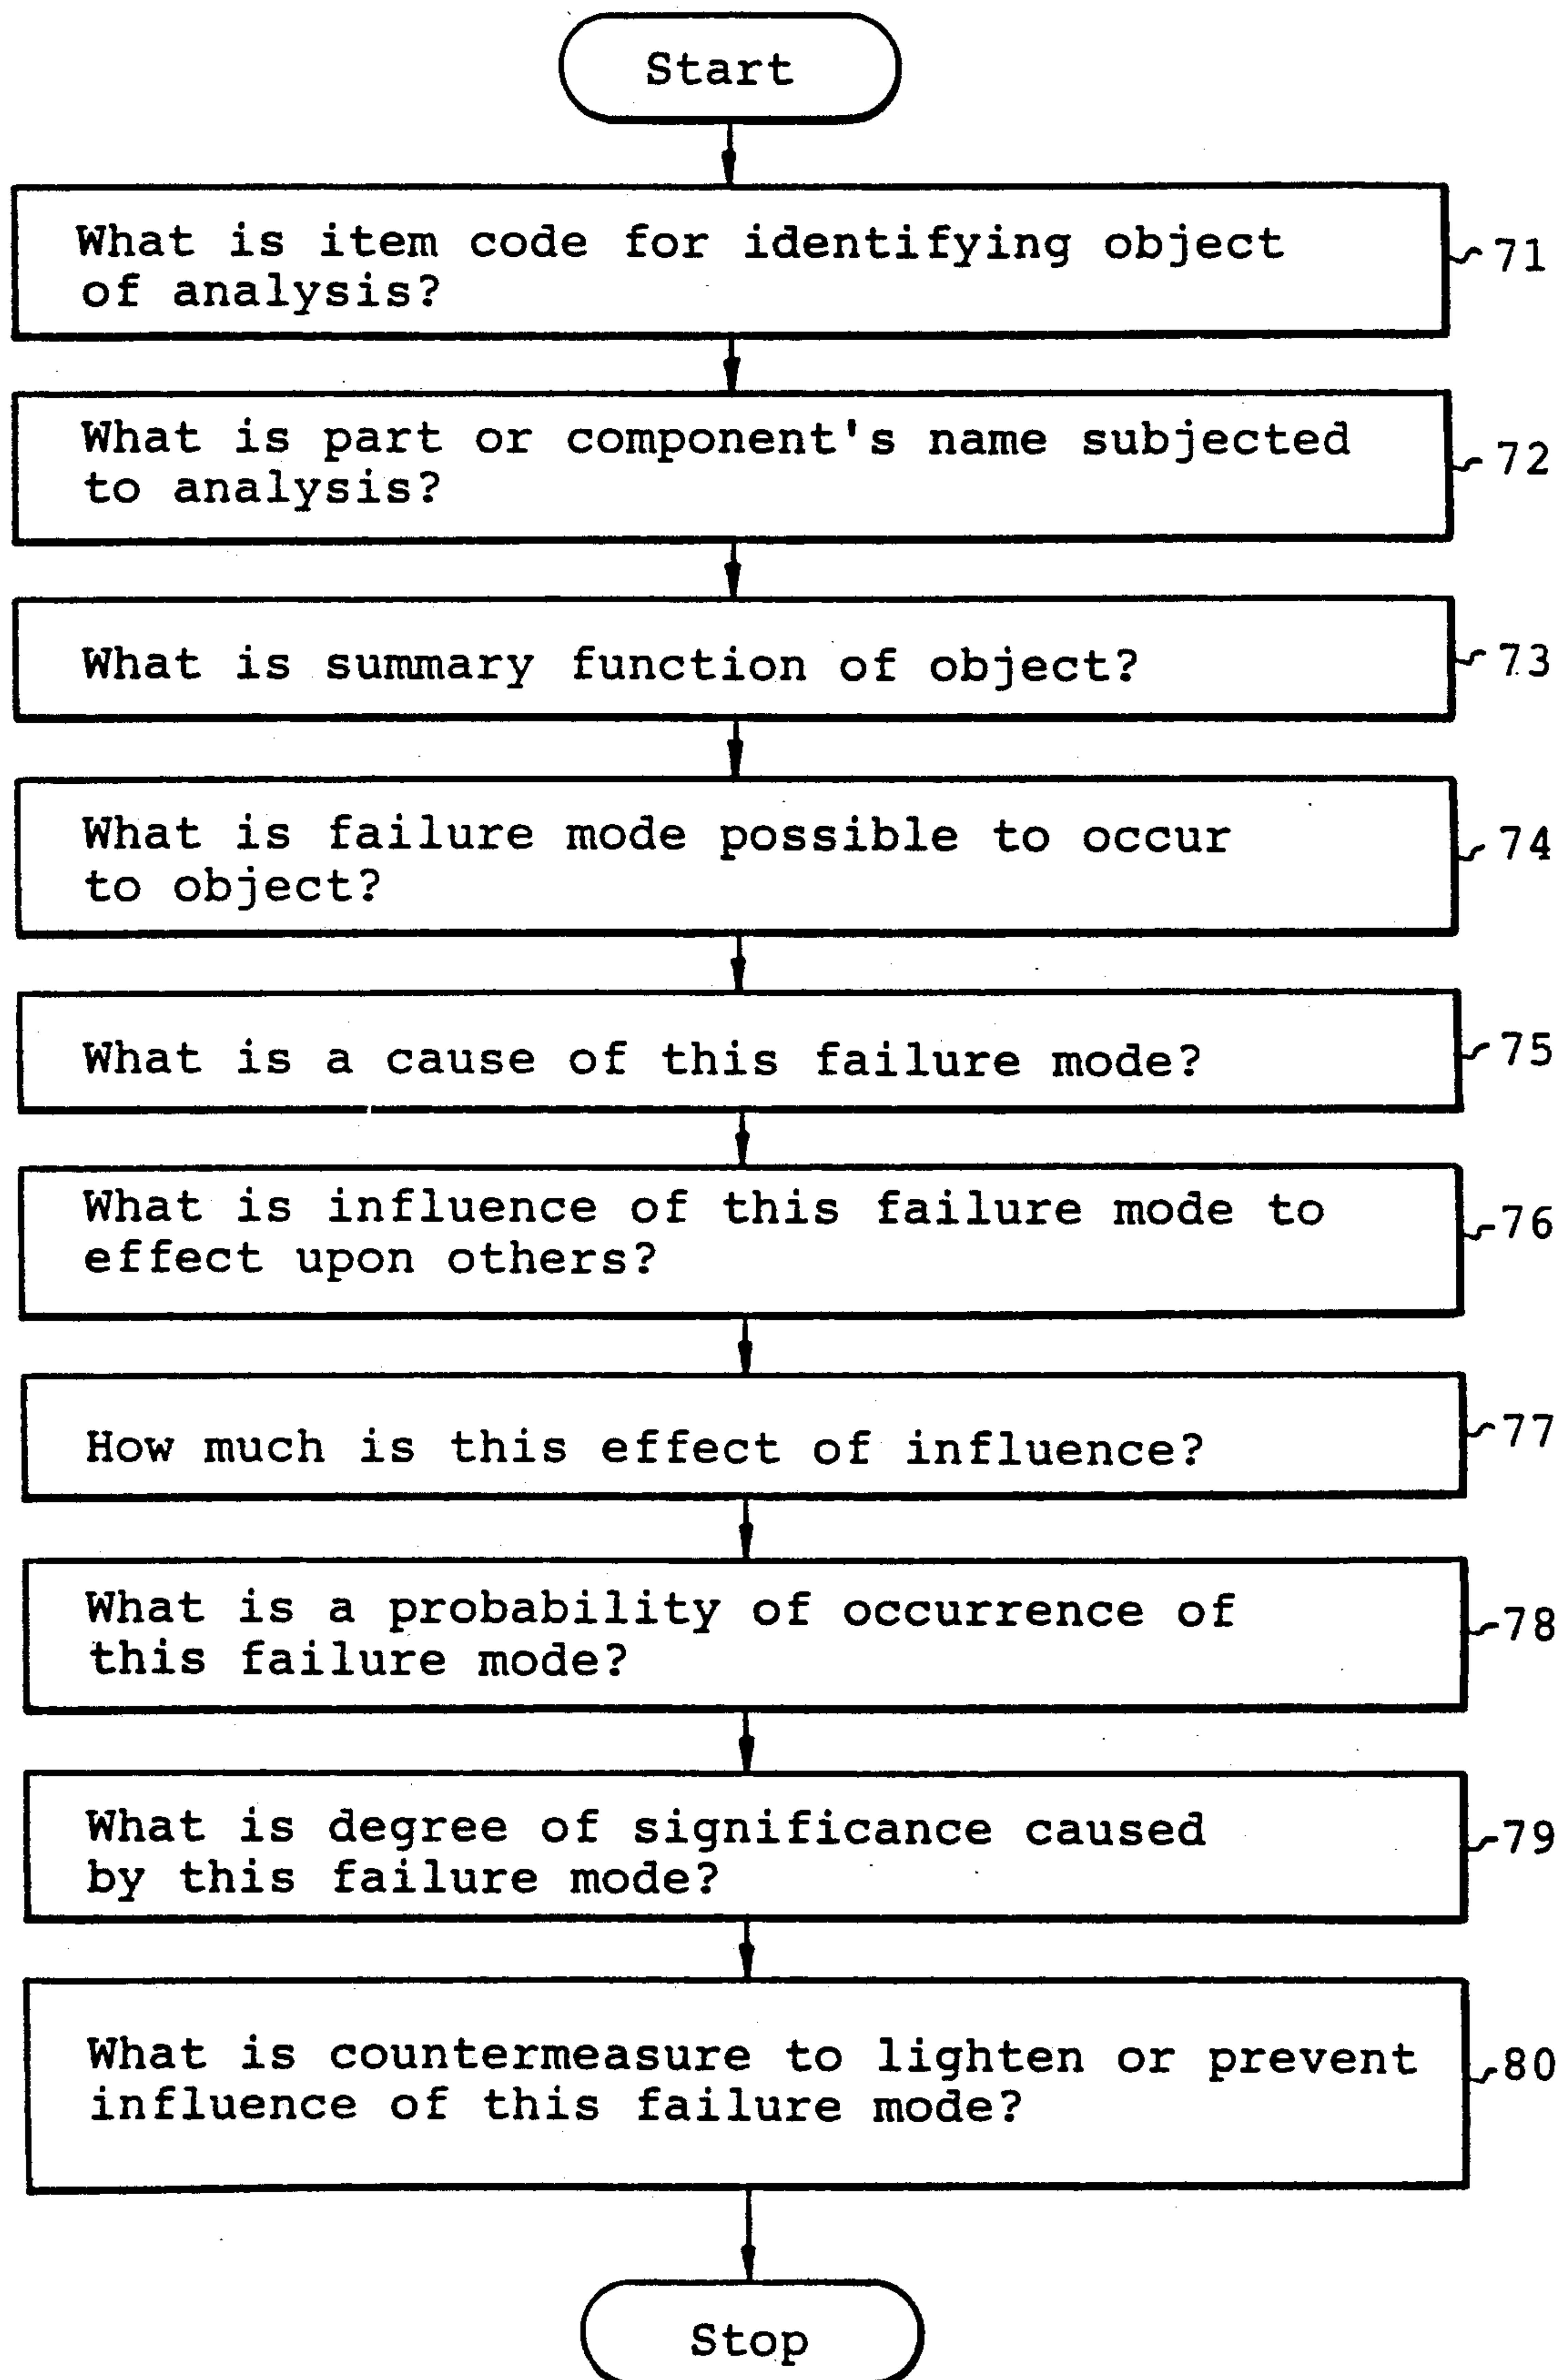 Start
What is item code for identifying object
of analysis?
71
What is part or component's name subjected
to analysis?
72
What is summary function of object?
73
What is failure mode possible to occur
to object?
74
What is a cause of this failure mode?
75
What is influence of this failure mode to
effect upon others?
76
How much is this effect of influence?
77
What is a probability of occurrence of
this failure mode?
78
What is degree of significance caused
by this failure mode?
79
What is countermeasure to lighten or prevent
influence of this failure mode?
80
Stop